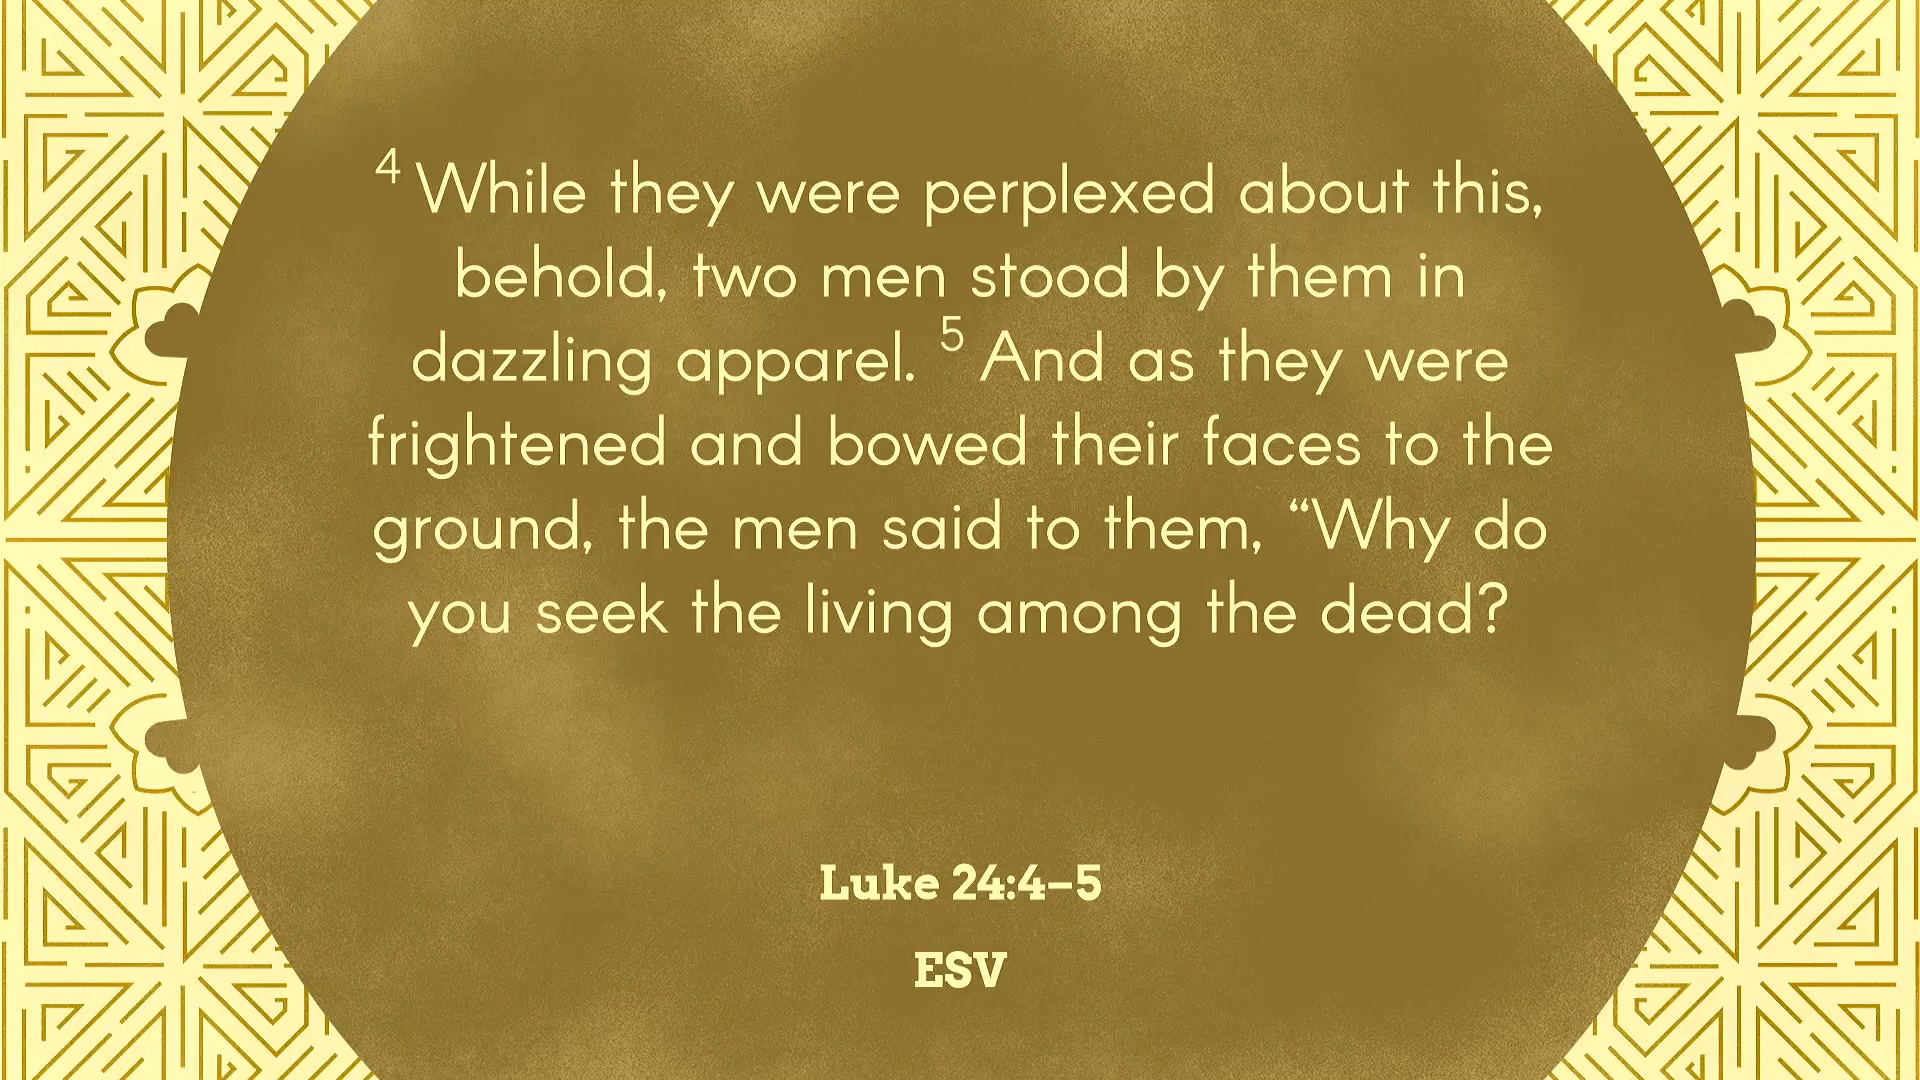 4 While they were perplexed about this,
behold, two men stood by them in
dazzling apparel. 5 And as they were
frightened and bowed their faces to the
ground, the men said to them, “Why do
you seek the living among the dead?
Luke 24:4–5
ESV